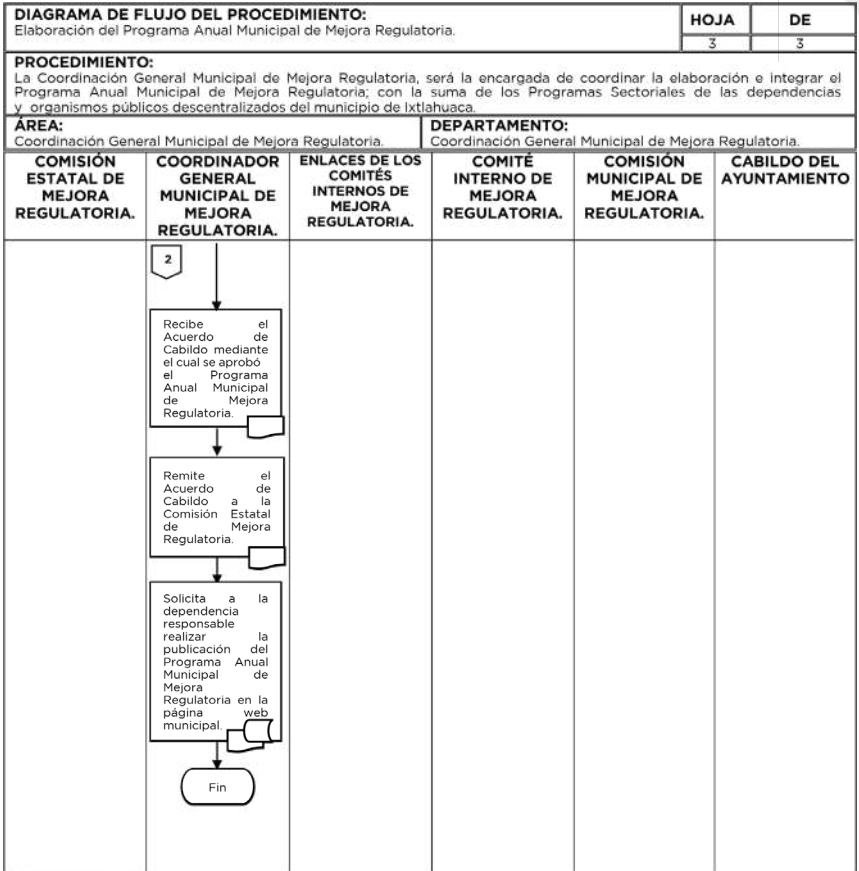 DIAGRAMA DE FLUJO DEL PROCEDIMIENTO:
Elaboración del Programa Anual Municipal de Mejora Regulatoria.
HOJA
DE
3
3
PROCEDIMIENTO:
La Coordinación General Municipal de Mejora Regulatoria, será la encargada de coordinar la elaboración e integrar el
Programa Anual Municipal de Mejora Regulatoria; con la suma de los Programas Sectoriales de las dependencias
y organismos públicos descentralizados del municipio de Ixtlahuaca.
ÁREA:
Coordinación General Municipal de Mejora Regulatoria.
DEPARTAMENTO:
Coordinación General Municipal de Mejora Regulatoria.
COMISIÓN
ESTATAL DE
MEJORA
REGULATORIA.
COORDINADOR
GENERAL
MUNICIPAL DE
MEJORA
REGULATORIA.
ENLACES DE LOS
COMITÉS
INTERNOS DE
MEJORA
REGULATORIA.
COMITÉ
INTERNO DE
MEJORA
REGULATORIA.
COMISIÓN
MUNICIPAL DE
MEJORA
REGULATORIA.
CABILDO DEL
AYUNTAMIENTO
2
Recibe el
Acuerdo de
Cabildo mediante
el cual se aprobó
el Programa
Anual Municipal
de Mejora
Regulatoria.
Remite el
Acuerdo de
Cabildo a la
Comisión Estatal
de Mejora
Regulatoria.
Solicita a la
dependencia
responsable
realizar la
publicación del
Programa Anual
Municipal de
Mejora
Regulatoria en la
página web
municipal.
Fin